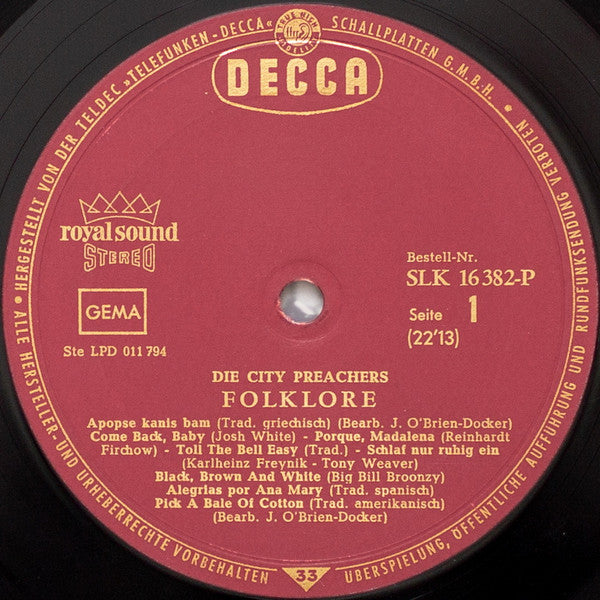 HERGESTELLT VON DER TELDEC »TELEFUNKEN-DECCA« SCHALLPLATTEN G.M.B.H. •
DECCA
royal sound
STEREO
GEMA
Ste LPD 011 794
Bestell-Nr.
SLK 16 382-P
Seite 1
(22'13)
DIE CITY PREACHERS
FOLKLORE
Apopse kanis bam (Trad. griechisch) (Bearb. J. O'Brien-Docker)
Come Back, Baby (Josh White) - Porque, Madalena (Reinhardt
Firchow) - Toll The Bell Easy (Trad.) - Schlaf nur ruhig ein
(Karlheinz Freynik - Tony Weaver)
Black, Brown And White (Big Bill Broonzy)
Alegrias por Ana Mary (Trad. spanisch)
Pick A Bale Of Cotton (Trad. amerikanisch)
(Bearb. J. O'Brien-Docker)
• ALLE HERSTELLER- UND URHEBERRECHTE VORBEHALTEN
33
ÜBERSPIELUNG, ÖFFENTLICHE AUFFÜHRUNG UND RUNDFUNKSENDUNG VERBOTEN